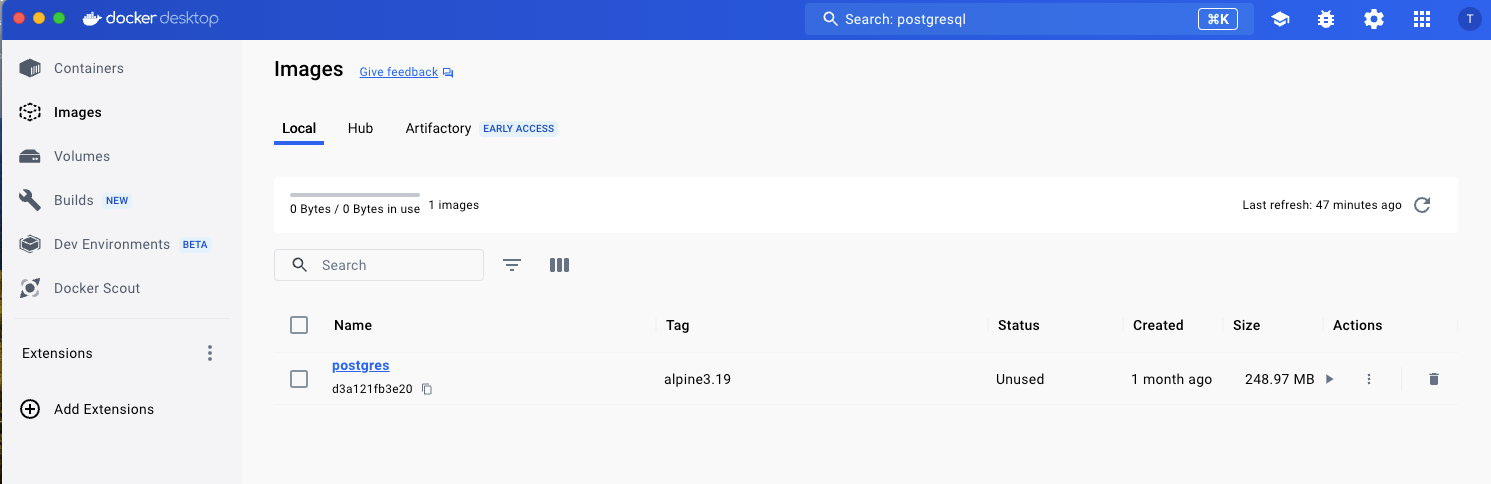 docker desktop
Search: postgresql
⌘K
T
Containers
Images
Volumes
Builds NEW
Dev Environments BETA
Docker Scout
Extensions
Add Extensions
Images Give feedback
Local Hub Artifactory EARLY ACCESS
0 Bytes / 0 Bytes in use 1 images
Last refresh: 47 minutes ago
Search
Name Tag Status Created Size Actions
postgres
d3a121fb3e20
alpine3.19 Unused 1 month ago 248.97 MB